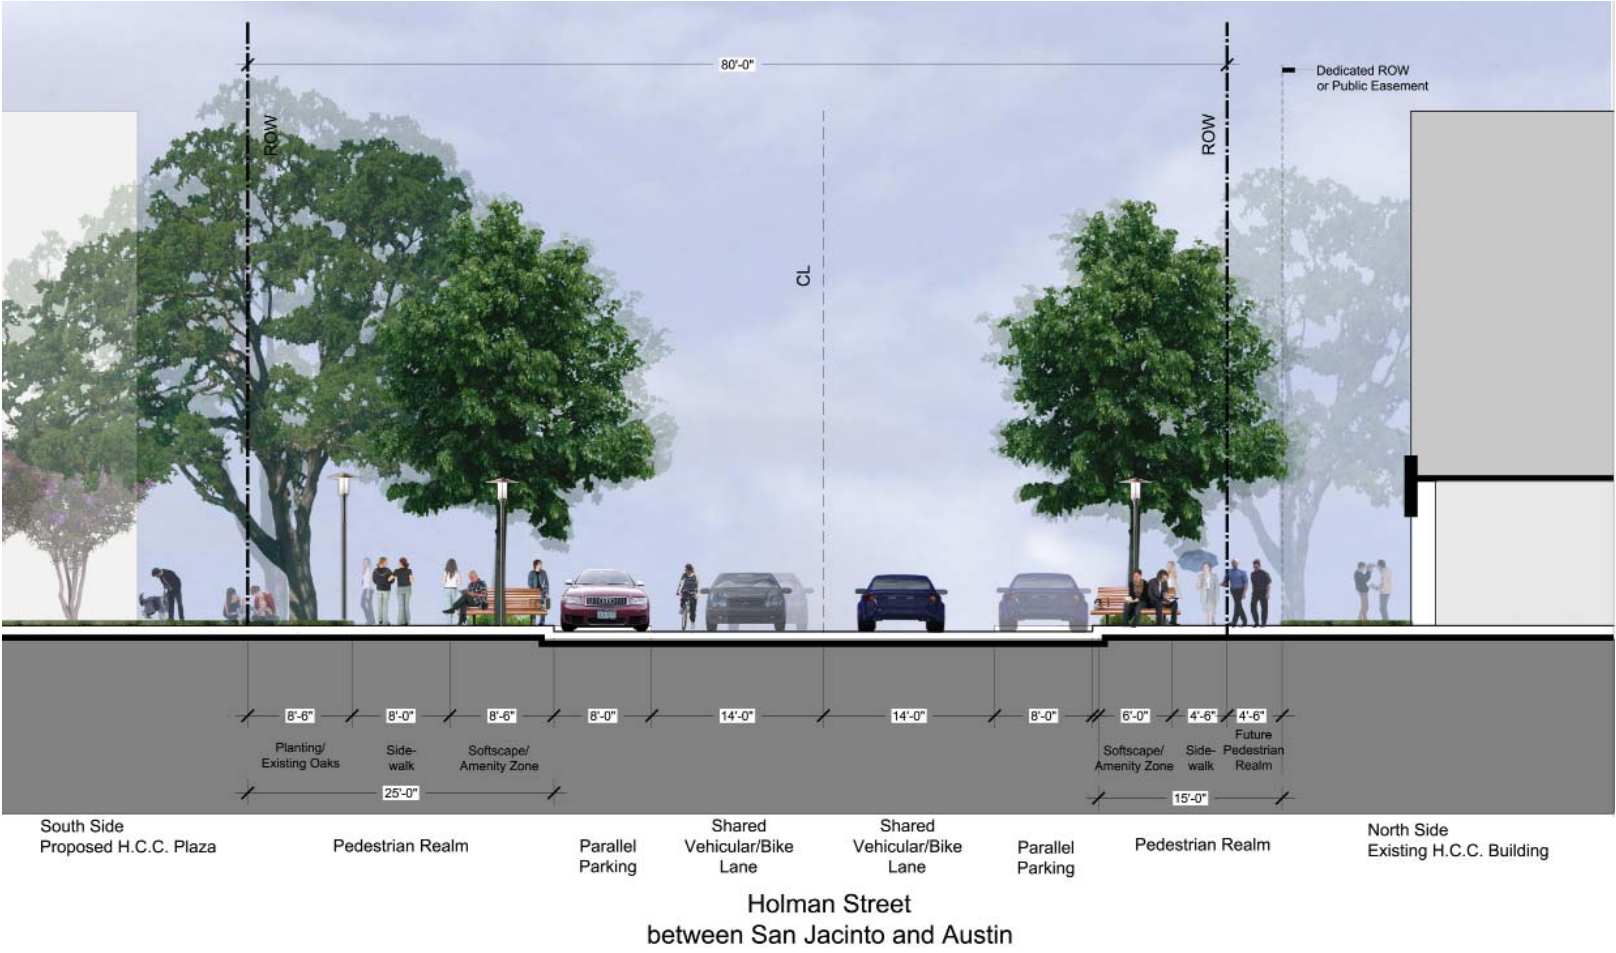 80'-0"
Dedicated ROW
or Public Easement
ROW
ROW
CL
8'-6"
8'-0"
8'-6"
8'-0"
14'-0"
14'-0"
8'-0"
6'-0"
4'-6"
4'-6"
Planting/
Existing Oaks
Side-
walk
Softscape/
Amenity Zone
Softscape/
Amenity Zone
Side-
walk
Future
Pedestrian
Realm
25'-0"
15'-0"
South Side
Proposed H.C.C. Plaza
Pedestrian Realm
Parallel
Parking
Shared
Vehicular/Bike
Lane
Shared
Vehicular/Bike
Lane
Parallel
Parking
Pedestrian Realm
North Side
Existing H.C.C. Building
Holman Street
between San Jacinto and Austin